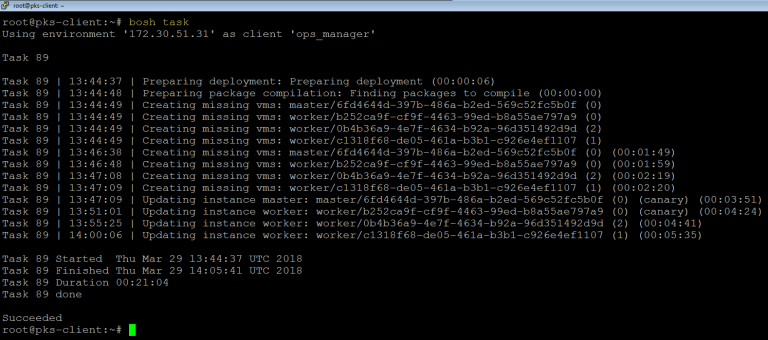 pks-client: ~
root@pks-client:~# bosh task
Using environment '172.30.51.31' as client 'ops_manager'
Task 89
Task 89 | 13:44:37 | Preparing deployment: Preparing deployment (00:00:06)
Task 89 | 13:44:48 | Preparing package compilation: Finding packages to compile (00:00:00)
Task 89 | 13:44:49 | Creating missing vms: master/6fd4644d-397b-486a-b2ed-569c52fc5b0f (0)
Task 89 | 13:44:49 | Creating missing vms: worker/b252ca9f-cf9f-4463-99ed-b8a55ae797a9 (0)
Task 89 | 13:44:49 | Creating missing vms: worker/0b4b36a9-4e7f-4634-b92a-96d351492d9d (2)
Task 89 | 13:44:49 | Creating missing vms: worker/c1318f68-de05-461a-b3b1-c926e4ef1107 (1)
Task 89 | 13:46:38 | Creating missing vms: master/6fd4644d-397b-486a-b2ed-569c52fc5b0f (0) (00:01:49)
Task 89 | 13:46:48 | Creating missing vms: worker/b252ca9f-cf9f-4463-99ed-b8a55ae797a9 (0) (00:01:59)
Task 89 | 13:47:08 | Creating missing vms: worker/0b4b36a9-4e7f-4634-b92a-96d351492d9d (2) (00:02:19)
Task 89 | 13:47:09 | Creating missing vms: worker/c1318f68-de05-461a-b3b1-c926e4ef1107 (1) (00:02:20)
Task 89 | 13:47:09 | Updating instance master: master/6fd4644d-397b-486a-b2ed-569c52fc5b0f (0) (canary) (00:03:51)
Task 89 | 13:51:01 | Updating instance worker: worker/b252ca9f-cf9f-4463-99ed-b8a55ae797a9 (0) (canary) (00:04:24)
Task 89 | 13:55:25 | Updating instance worker: worker/0b4b36a9-4e7f-4634-b92a-96d351492d9d (2) (00:04:41)
Task 89 | 14:00:06 | Updating instance worker: worker/c1318f68-de05-461a-b3b1-c926e4ef1107 (1) (00:05:35)
Task 89 Started  Thu Mar 29 13:44:37 UTC 2018
Task 89 Finished Thu Mar 29 14:05:41 UTC 2018
Task 89 Duration 00:21:04
Task 89 done
Succeeded
root@pks-client:~#